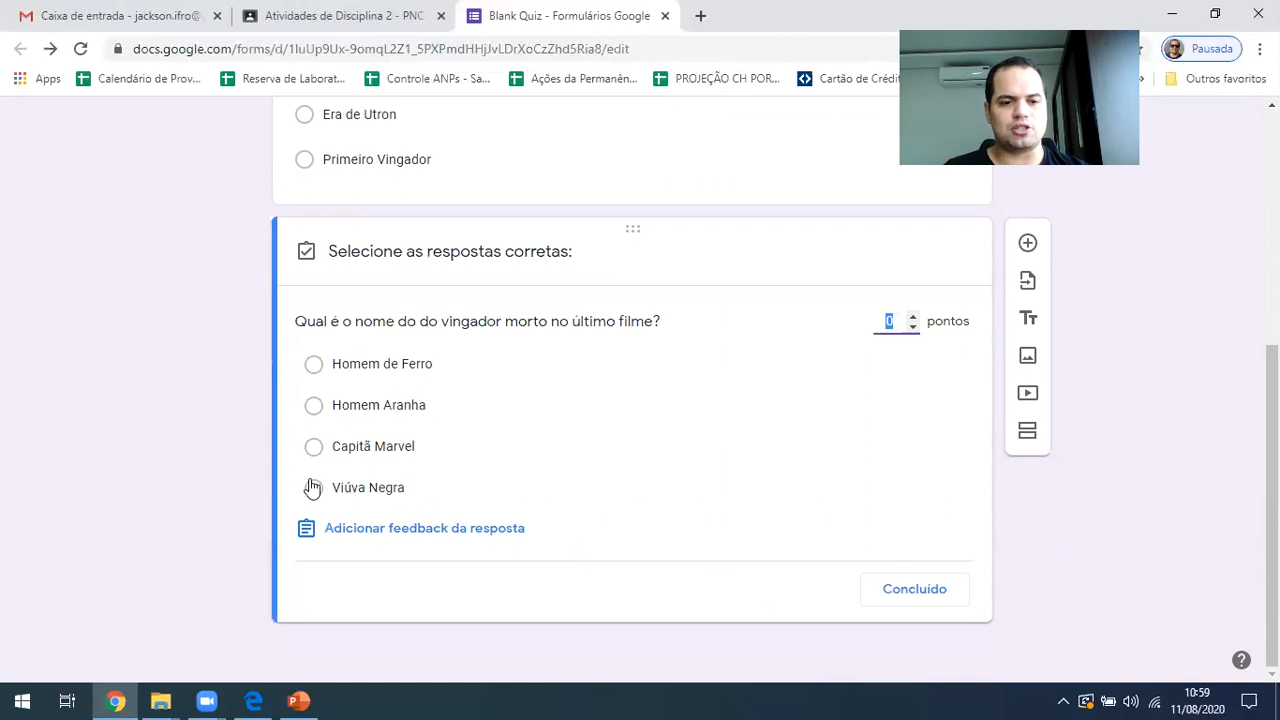 Caixa de entrada - jackson.ifro@
Atividades de Disciplina 2 - PNC
Blank Quiz - Formulários Google
docs.google.com/forms/d/1IuUp9Ux-9omqL2Z1_5PXPmdHHjJvLDrXoCzZhd5Ria8/edit
Pausada
Apps
Calendário de Prov...
Reserva de Laborat...
Controle ANPs - Sa...
Ações da Permanên...
PROJEÇÃO CH POR...
Cartão de Crédit
Outros favoritos
Era de Utron
Primeiro Vingador
Selecione as respostas corretas:
Qual é o nome do do vingador morto no último filme?
0 pontos
Homem de Ferro
Homem Aranha
Capitã Marvel
Viúva Negra
Adicionar feedback da resposta
Concluído
10:59
11/08/2020